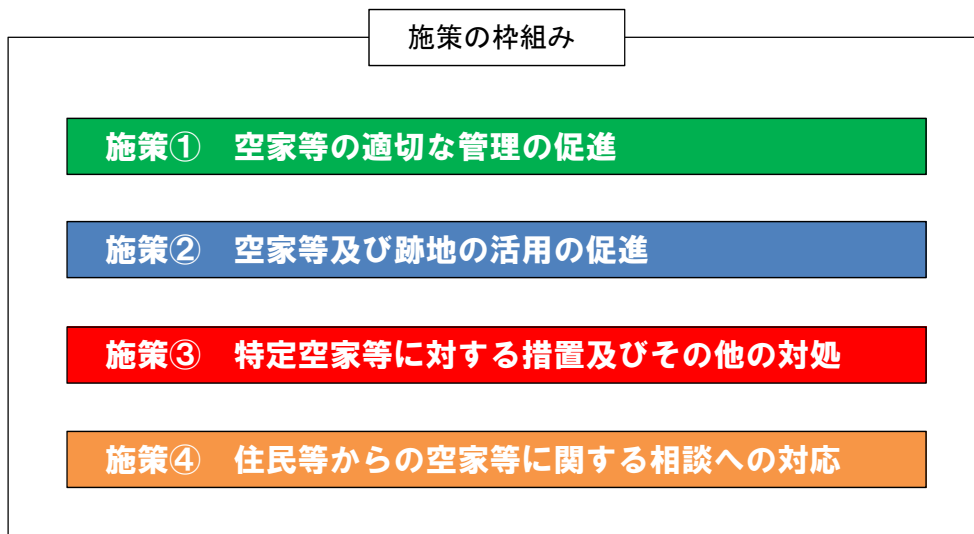 施策の枠組み
施策① 空家等の適切な管理の促進
施策② 空家等及び跡地の活用の促進
施策③ 特定空家等に対する措置及びその他の対処
施策④ 住民等からの空家等に関する相談への対応